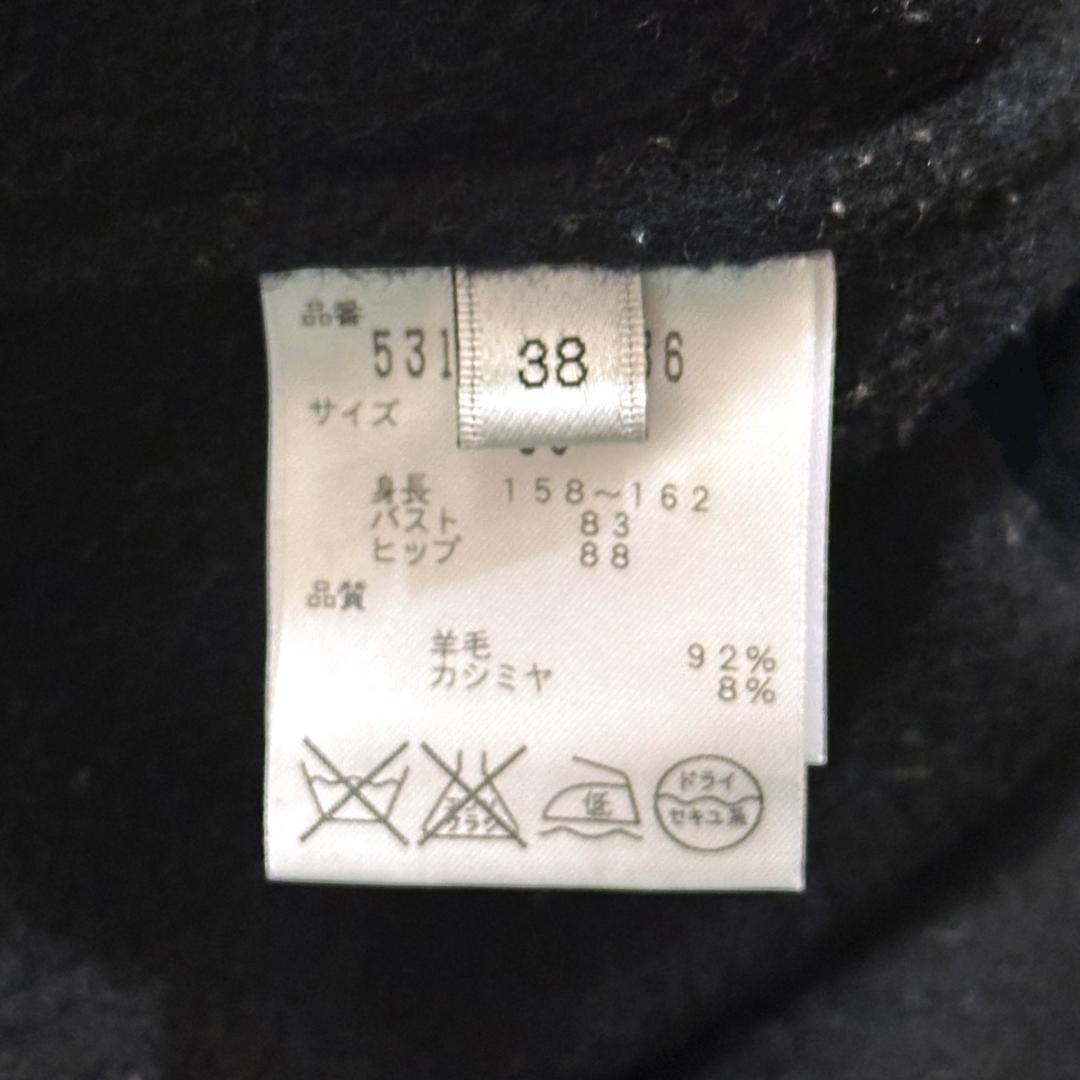 品番
531
38
36
サイズ
身長 158～162
バスト 83
ヒップ 88
品質
羊毛 92%
カシミヤ 8%
低
ドライ
セキユ系